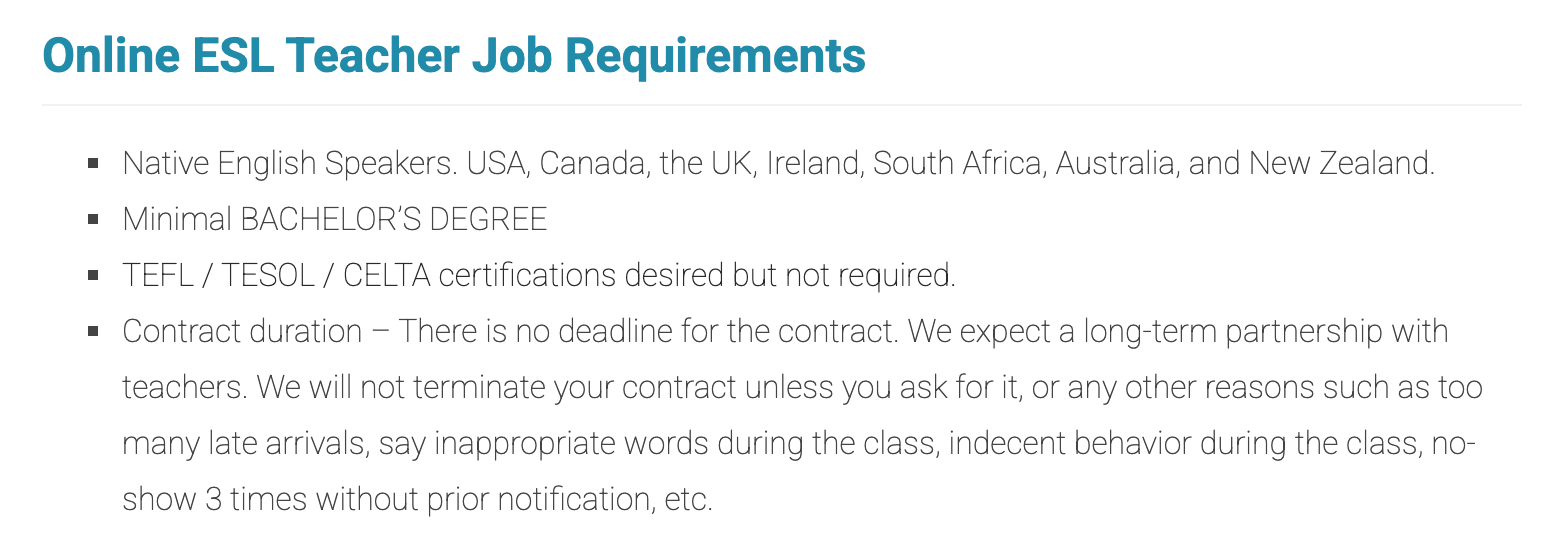 Online ESL Teacher Job Requirements
▪ Native English Speakers. USA, Canada, the UK, Ireland, South Africa, Australia, and New Zealand.
▪ Minimal BACHELOR’S DEGREE
▪ TEFL / TESOL / CELTA certifications desired but not required.
▪ Contract duration – There is no deadline for the contract. We expect a long-term partnership with
teachers. We will not terminate your contract unless you ask for it, or any other reasons such as too
many late arrivals, say inappropriate words during the class, indecent behavior during the class, no-
show 3 times without prior notification, etc.